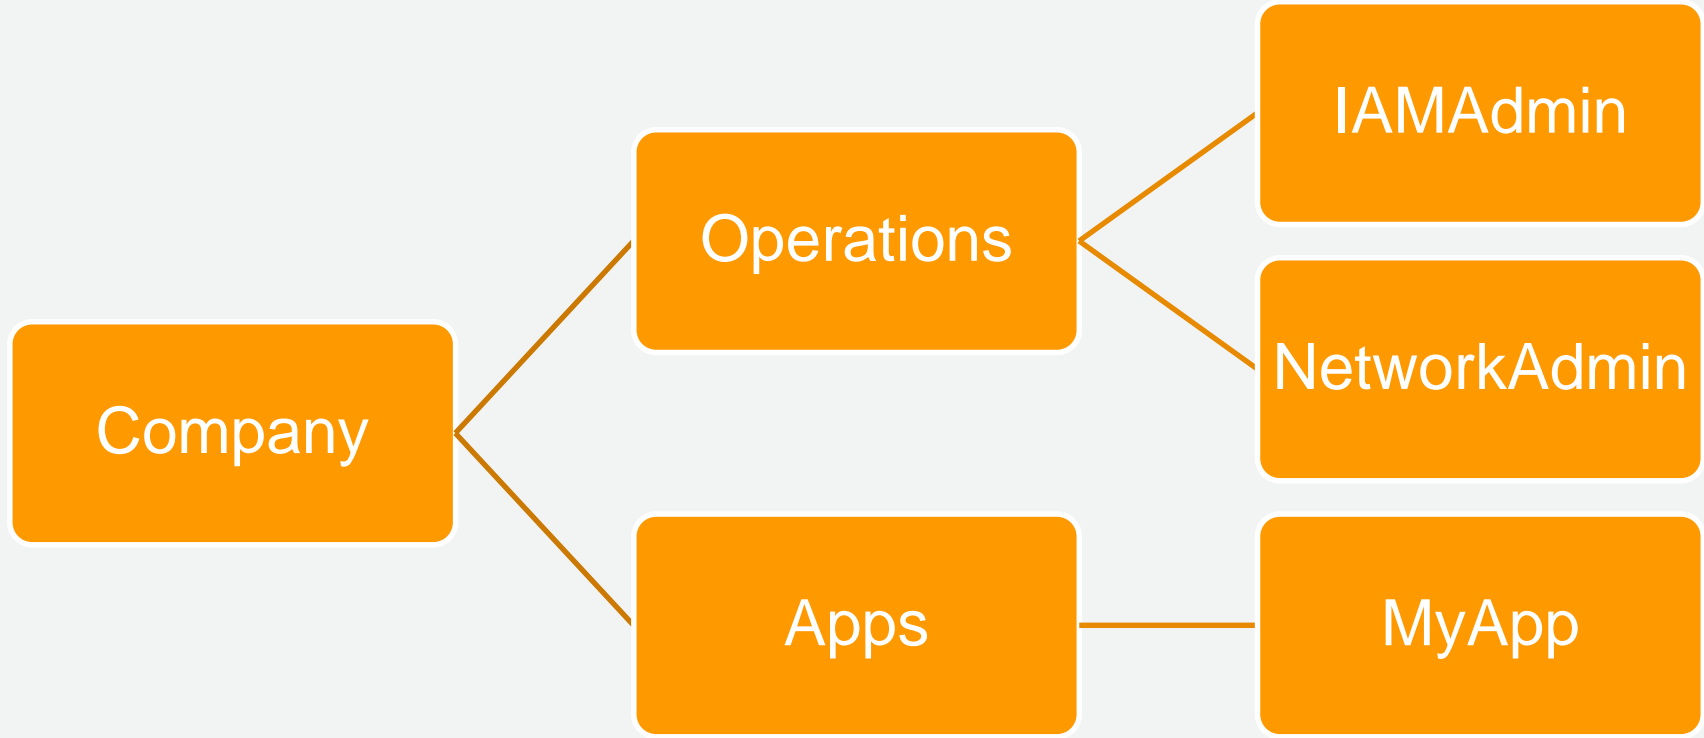 Company
Operations
IAMAdmin
NetworkAdmin
Apps
MyApp